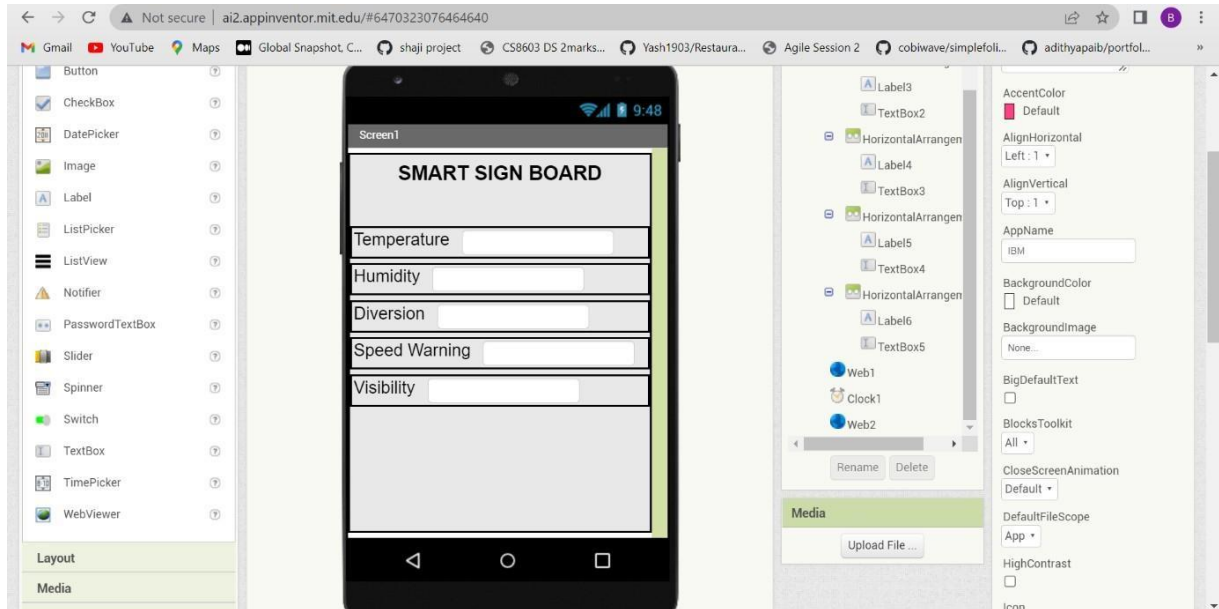 Not secure | ai2.appinventor.mit.edu/#6470323076464640
B
Gmail YouTube Maps Global Snapshot, C... shaji project CS8603 DS 2marks... Yash1903/Restaura... Agile Session 2 cobiwave/simplefoli... adithyapaib/portfol... »
Button
CheckBox
DatePicker
Image
Label
ListPicker
ListView
Notifier
PasswordTextBox
Slider
Spinner
Switch
TextBox
TimePicker
WebViewer
Layout
Media
9:48
Screen1
SMART SIGN BOARD
Temperature
Humidity
Diversion
Speed Warning
Visibility
Label3
TextBox2
HorizontalArrangen
Label4
TextBox3
HorizontalArrangen
Label5
TextBox4
HorizontalArrangen
Label6
TextBox5
Web1
Clock1
Web2
Rename Delete
Media
Upload File ...
AccentColor
Default
AlignHorizontal
Left : 1
AlignVertical
Top : 1
AppName
IBM
BackgroundColor
Default
BackgroundImage
None...
BigDefaultText
BlocksToolkit
All
CloseScreenAnimation
Default
DefaultFileScope
App
HighContrast
Icon